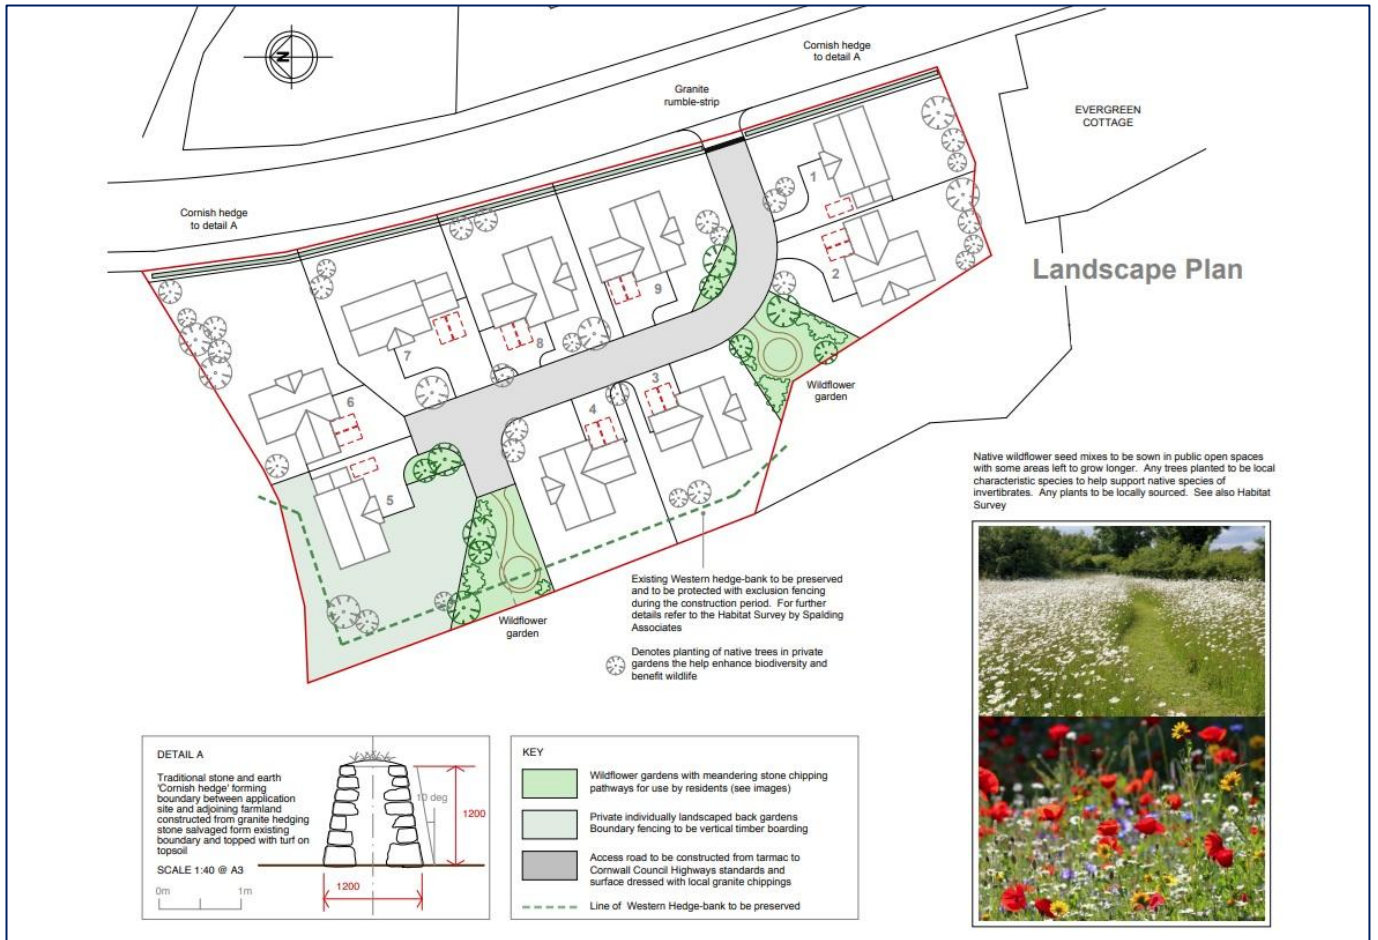 N
Cornish hedge
to detail A
Granite
rumble-strip
EVERGREEN
COTTAGE
Cornish hedge
to detail A
Landscape Plan
1
2
9
8
7
6
3
4
5
Wildflower
garden
Wildflower
garden
Native wildflower seed mixes to be sown in public open spaces
with some areas left to grow longer. Any trees planted to be local
characteristic species to help support native species of
invertibrates. Any plants to be locally sourced. See also Habitat
Survey
Existing Western hedge-bank to be preserved
and to be protected with exclusion fencing
during the construction period. For further
details refer to the Habitat Survey by Spalding
Associates
Denotes planting of native trees in private
gardens the help enhance biodiversity and
benefit wildlife
DETAIL A
Traditional stone and earth
'Cornish hedge' forming
boundary between application
site and adjoining farmland
constructed from granite hedging
stone salvaged form existing
boundary and topped with turf on
topsoil
SCALE 1:40 @ A3
0m 1m
10 deg
1200
1200
KEY
Wildflower gardens with meandering stone chipping
pathways for use by residents (see images)
Private individually landscaped back gardens
Boundary fencing to be vertical timber boarding
Access road to be constructed from tarmac to
Cornwall Council Highways standards and
surface dressed with local granite chippings
Line of Western Hedge-bank to be preserved